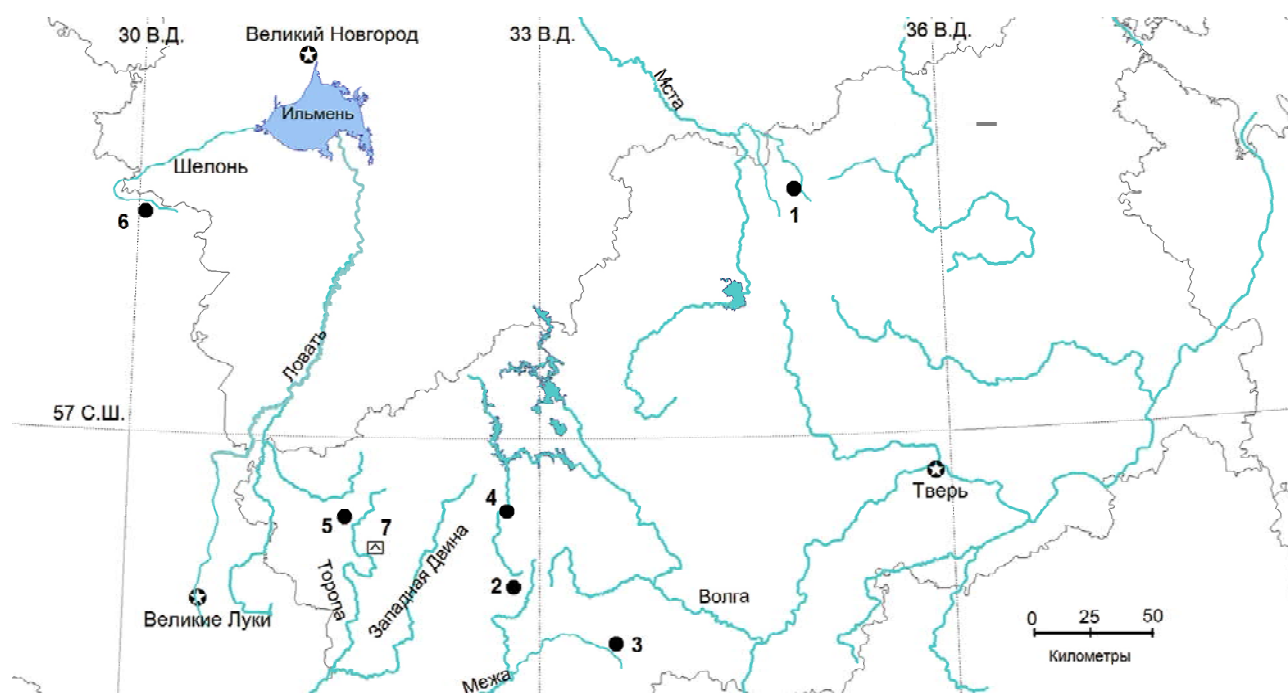 30 В.Д.
Великий Новгород
33 В.Д.
36 В.Д.
Мста
Ильмень
Шелонь
6
1
Ловать
57 С.Ш.
Тверь
4
5
7
Торопа
Западная Двина
2
Волга
Великие Луки
0 25 50
3
Километры
Межа